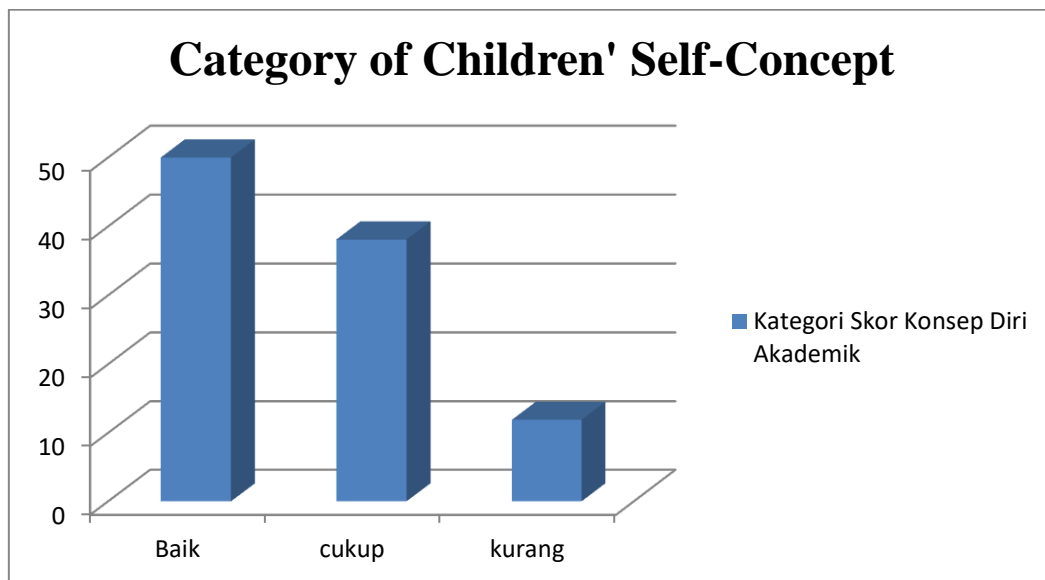 Category of Children' Self-Concept
50
40
30
20
10
0
Baik
cukup
kurang
Kategori Skor Konsep Diri
Akademik